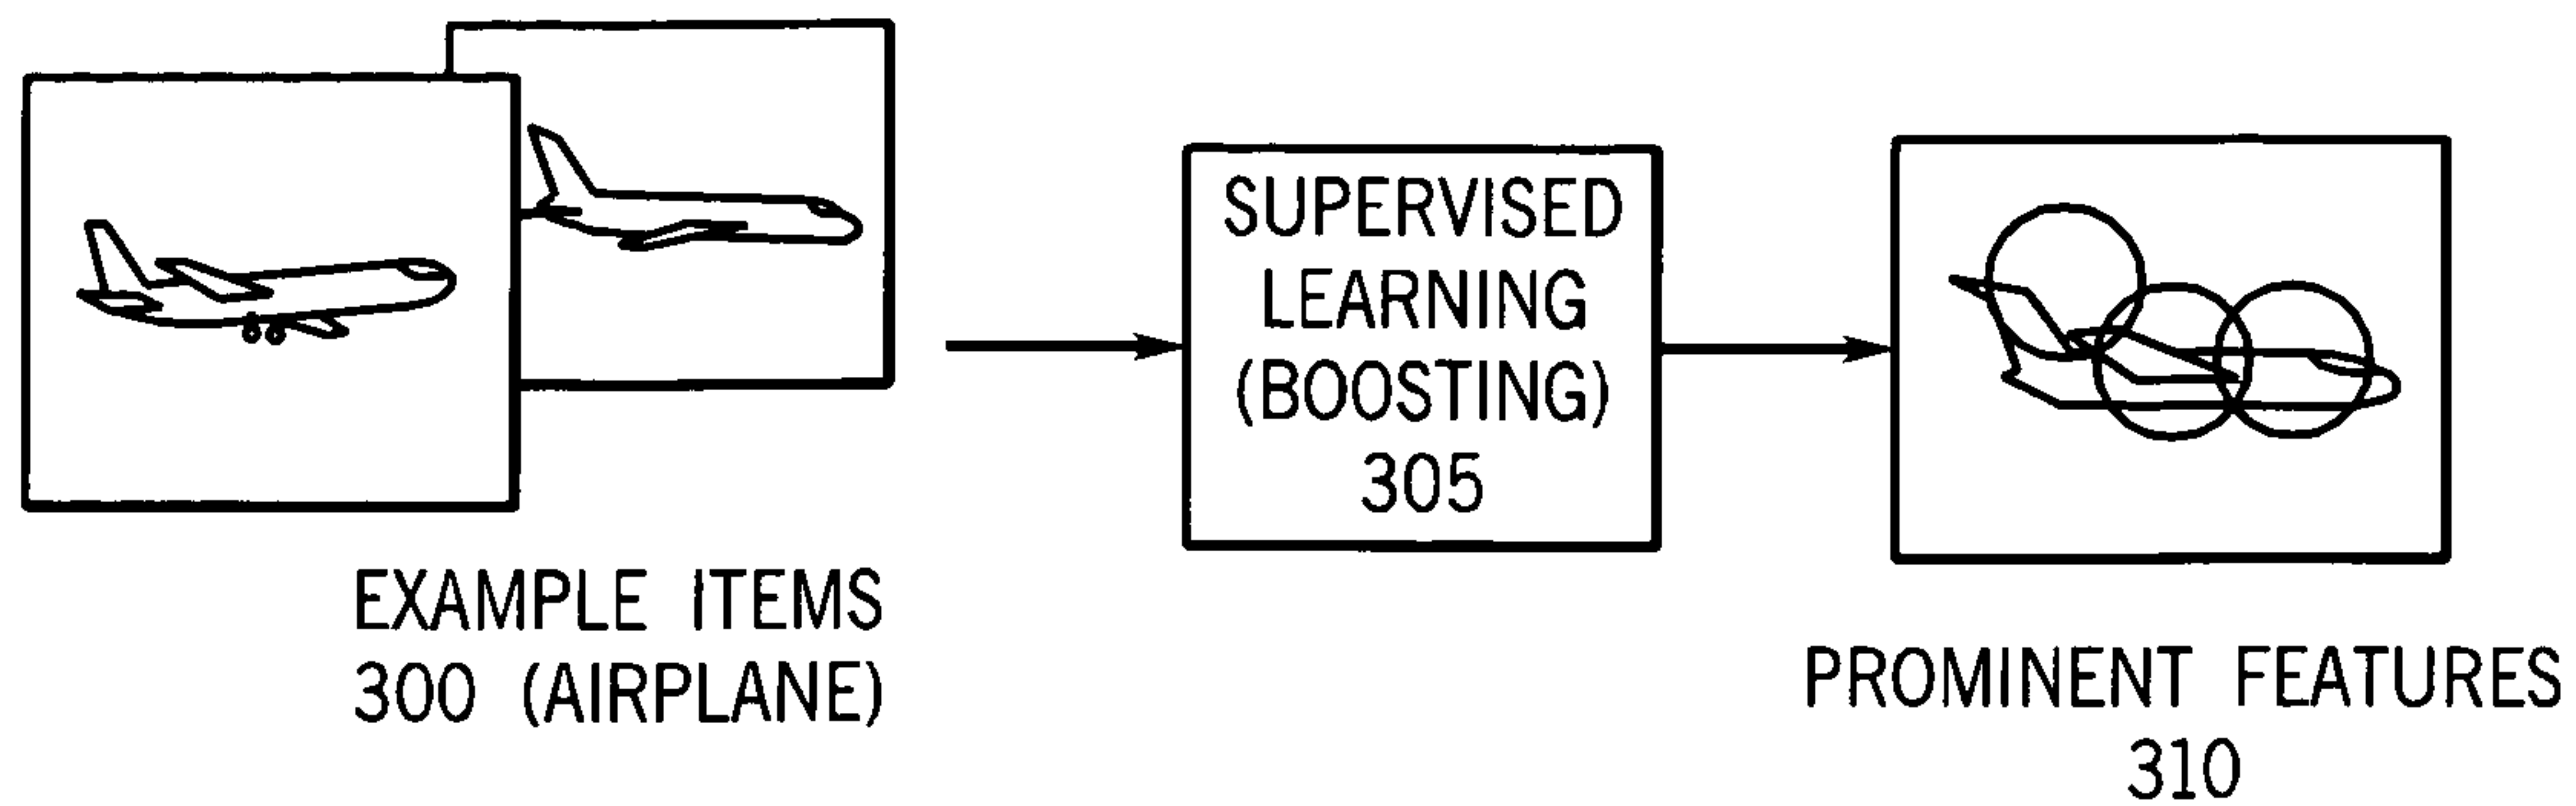 SUPERVISED
LEARNING
(BOOSTING)
305
EXAMPLE ITEMS
300 (AIRPLANE)
PROMINENT FEATURES
310